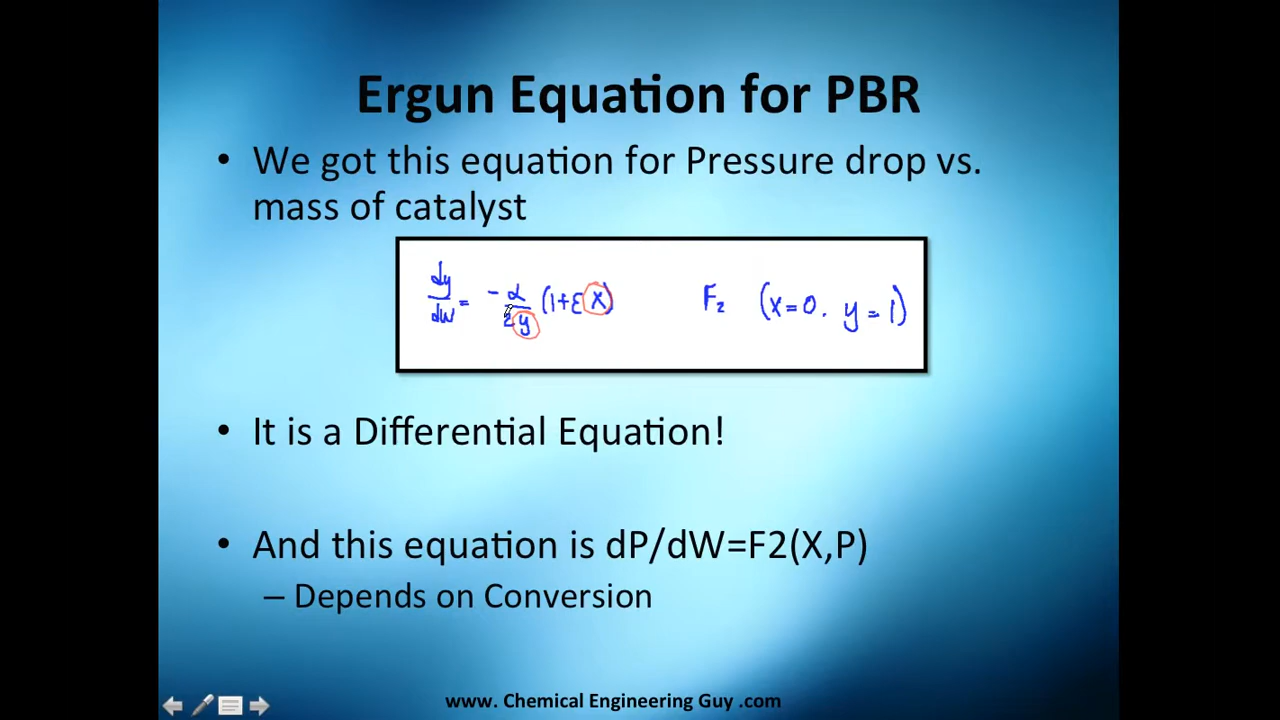 Ergun Equation for PBR
• We got this equation for Pressure drop vs.
mass of catalyst
dy/dW = -α/2y (1+εX) F₂ (x=0, y=1)
• It is a Differential Equation!
• And this equation is dP/dW=F2(X,P)
– Depends on Conversion
www. Chemical Engineering Guy .com